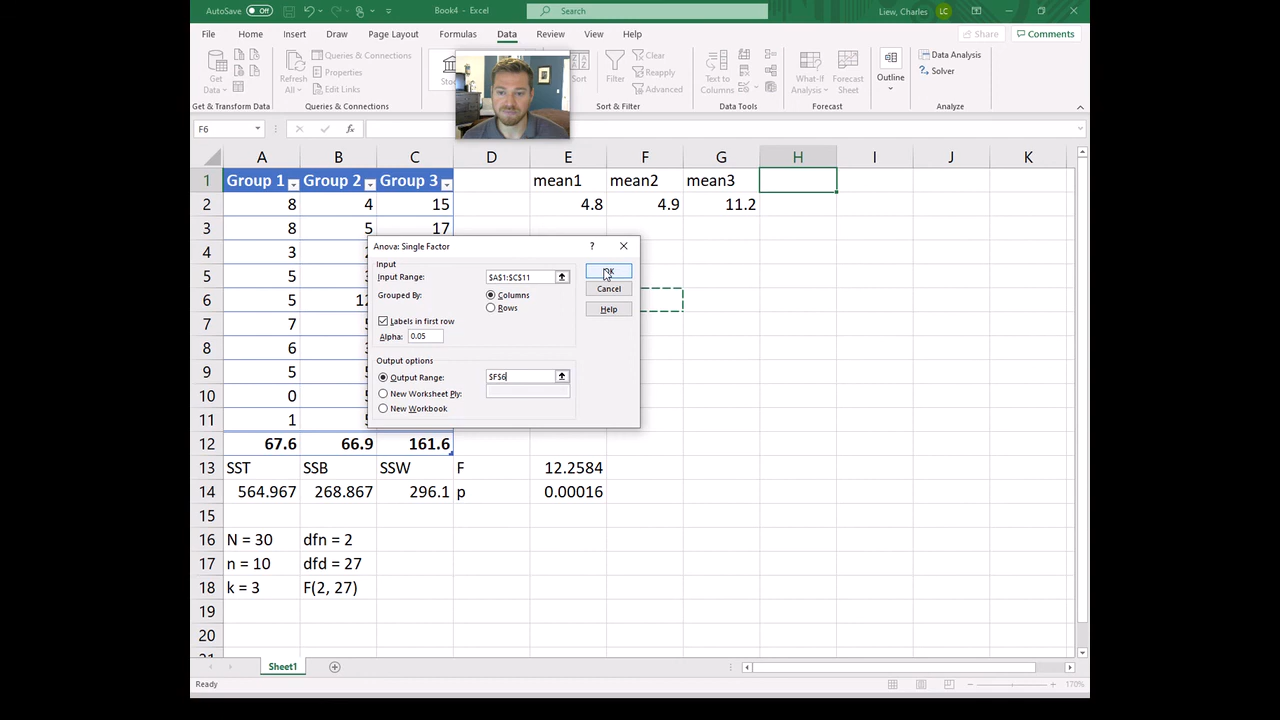 AutoSave Off Book4 - Excel Search Liew, Charles LC
File Home Insert Draw Page Layout Formulas Data Review View Help Share Comments
Get Data Refresh All Queries & Connections Properties Edit Links Sort Filter Clear Reapply Advanced Text to Columns What-If Analysis Forecast Sheet Outline Data Analysis Solver
Get & Transform Data Queries & Connections Sort & Filter Data Tools Forecast Analyze
F6 fx
A B C D E F G H I J K
1 Group 1 Group 2 Group 3 mean1 mean2 mean3
2 8 4 15 4.8 4.9 11.2
3 8 5 17
4 3
5 5
6 5
7 7
8 6
9 5
10 0
11 1
Anova: Single Factor ?
Input
Input Range: $A$1:$C$11 OK
Grouped By: Columns Cancel
Rows Help
Labels in first row
Alpha: 0.05
Output options
Output Range: $F$6
New Worksheet Ply:
New Workbook
12 67.6 66.9 161.6
13 SST SSB SSW F 12.2584
14 564.967 268.867 296.1 p 0.00016
15
16 N = 30 dfn = 2
17 n = 10 dfd = 27
18 k = 3 F(2, 27)
19
20
Sheet1
Ready 170%